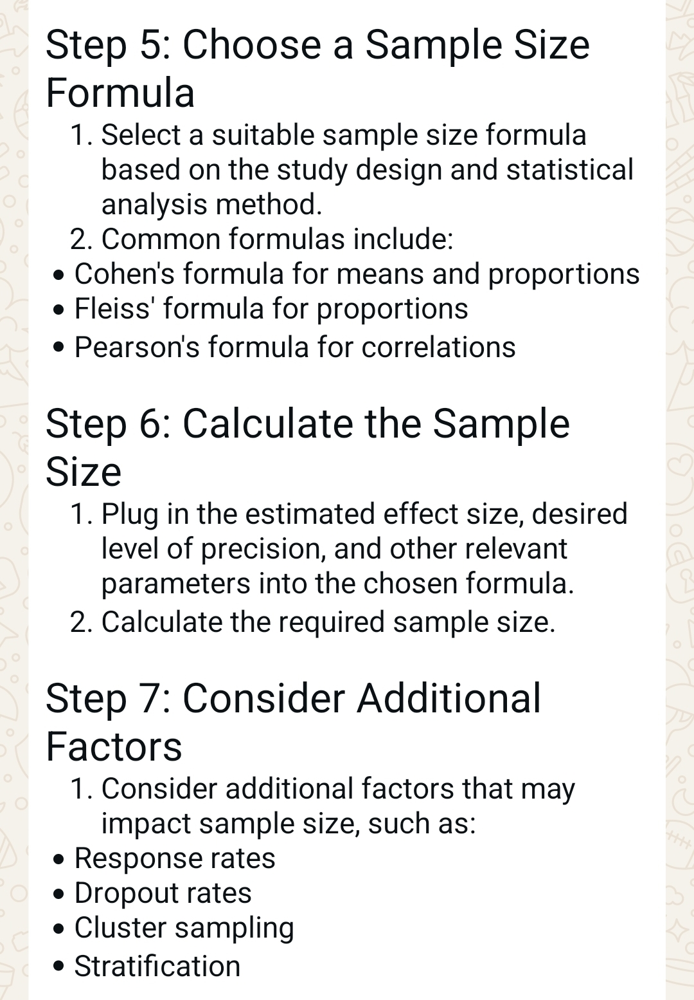 Step 5: Choose a Sample Size
Formula
1. Select a suitable sample size formula
based on the study design and statistical
analysis method.
2. Common formulas include:
• Cohen's formula for means and proportions
• Fleiss' formula for proportions
• Pearson's formula for correlations
Step 6: Calculate the Sample
Size
1. Plug in the estimated effect size, desired
level of precision, and other relevant
parameters into the chosen formula.
2. Calculate the required sample size.
Step 7: Consider Additional
Factors
1. Consider additional factors that may
impact sample size, such as:
• Response rates
• Dropout rates
• Cluster sampling
• Stratification